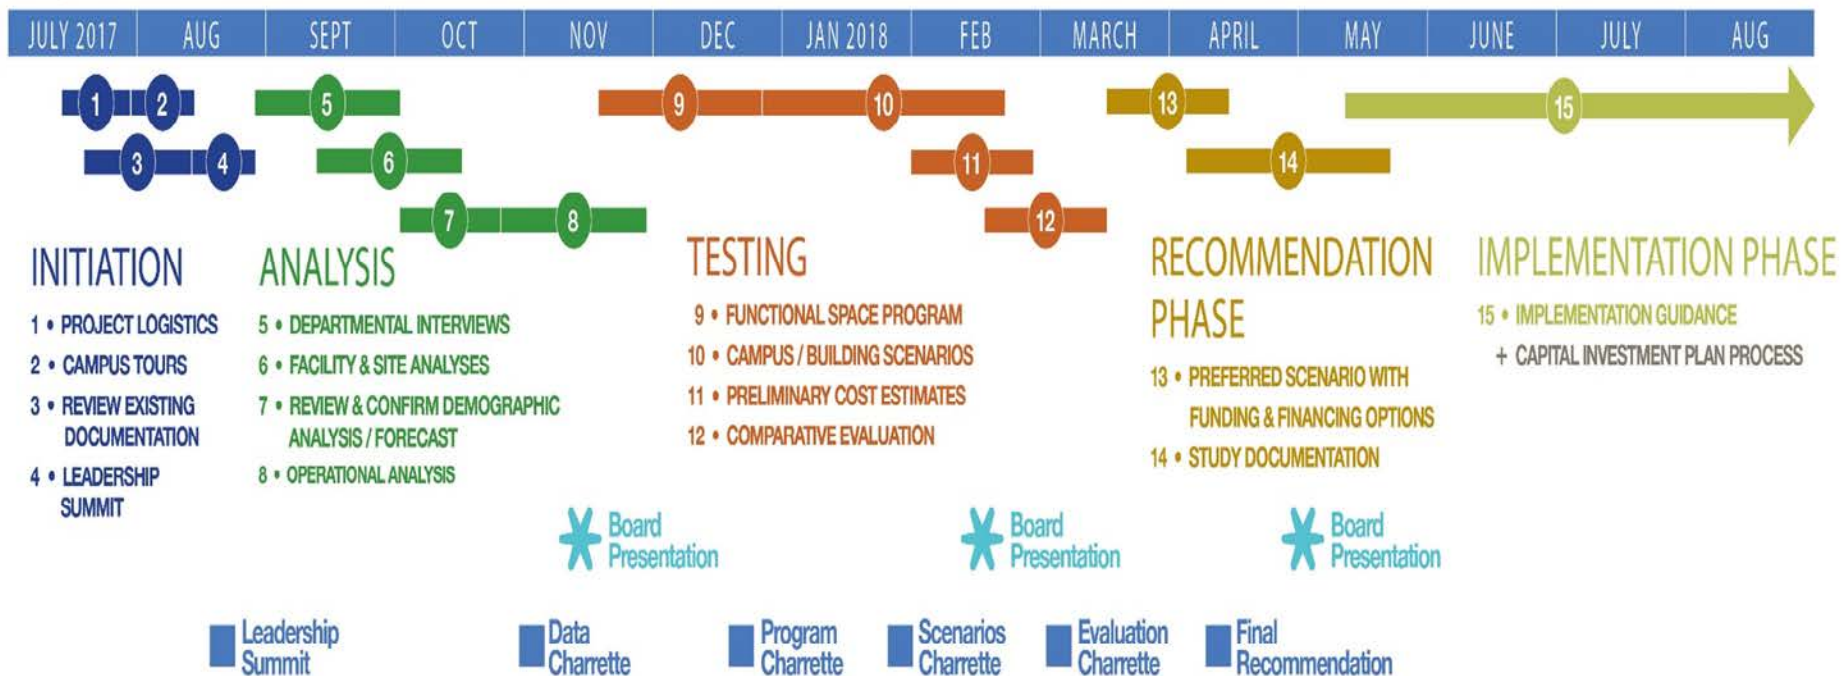 JULY 2017 AUG SEPT OCT NOV DEC JAN 2018 FEB MARCH APRIL MAY JUNE JULY AUG
1 2 5 9 10 13 15
3 4 6 11 14
7 8 12
INITIATION
1 • PROJECT LOGISTICS
2 • CAMPUS TOURS
3 • REVIEW EXISTING
DOCUMENTATION
4 • LEADERSHIP
SUMMIT
ANALYSIS
5 • DEPARTMENTAL INTERVIEWS
6 • FACILITY & SITE ANALYSES
7 • REVIEW & CONFIRM DEMOGRAPHIC
ANALYSIS / FORECAST
8 • OPERATIONAL ANALYSIS
TESTING
9 • FUNCTIONAL SPACE PROGRAM
10 • CAMPUS / BUILDING SCENARIOS
11 • PRELIMINARY COST ESTIMATES
12 • COMPARATIVE EVALUATION
RECOMMENDATION
PHASE
13 • PREFERRED SCENARIO WITH
FUNDING & FINANCING OPTIONS
14 • STUDY DOCUMENTATION
IMPLEMENTATION PHASE
15 • IMPLEMENTATION GUIDANCE
+ CAPITAL INVESTMENT PLAN PROCESS
Board
Presentation
Board
Presentation
Board
Presentation
Leadership
Summit
Data
Charrette
Program
Charrette
Scenarios
Charrette
Evaluation
Charrette
Final
Recommendation